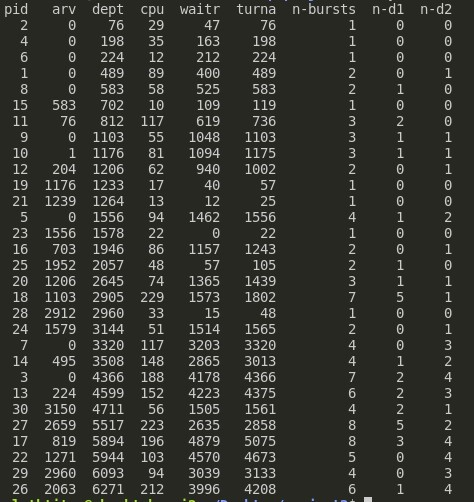 pid arv dept cpu waitr turna n-bursts n-d1 n-d2
2 0 76 29 47 76 1 0 0
4 0 198 35 163 198 1 0 0
6 0 224 12 212 224 1 0 0
1 0 489 89 400 489 2 0 1
8 0 583 58 525 583 2 1 0
15 583 702 10 109 119 1 0 0
11 76 812 117 619 736 3 2 0
9 0 1103 55 1048 1103 3 1 1
10 1 1176 81 1094 1175 3 1 1
12 204 1206 62 940 1002 2 0 1
19 1176 1233 17 40 57 1 0 0
21 1239 1264 13 12 25 1 0 0
5 0 1556 94 1462 1556 4 1 2
23 1556 1578 22 0 22 1 0 0
16 703 1946 86 1157 1243 2 0 1
25 1952 2057 48 57 105 2 1 0
20 1206 2645 74 1365 1439 3 1 1
18 1103 2905 229 1573 1802 7 5 1
28 2912 2960 33 15 48 1 0 0
24 1579 3144 51 1514 1565 2 0 1
7 0 3320 117 3203 3320 4 0 3
14 495 3508 148 2865 3013 4 1 2
3 0 4366 188 4178 4366 7 2 4
13 224 4599 152 4223 4375 6 2 3
30 3150 4711 56 1505 1561 4 2 1
27 2659 5517 223 2635 2858 8 5 2
17 819 5894 196 4879 5075 8 3 4
22 1271 5944 103 4570 4673 5 0 4
29 2960 6093 94 3039 3133 4 0 3
26 2063 6271 212 3996 4208 6 1 4